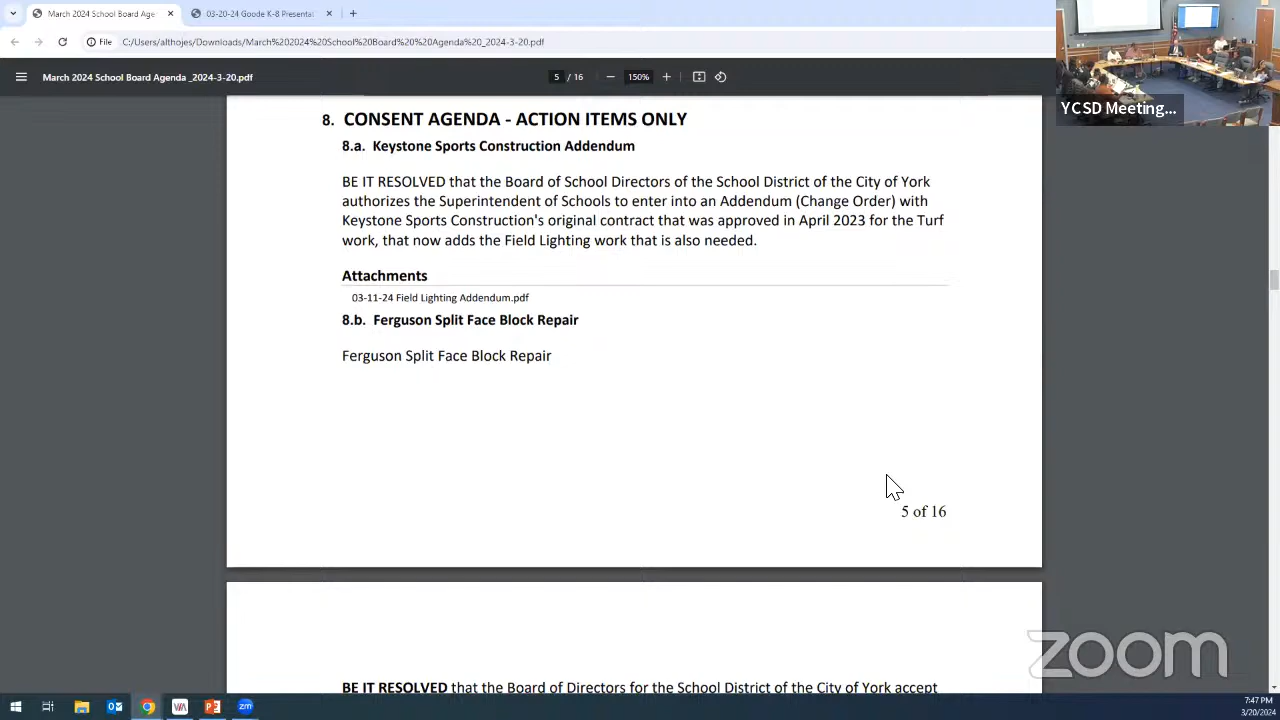 March 2024 School Board Agen
03-20-24 Goode K-8 Presentat
File
C:/Users/althojes/Downloads/March%202024%20School%20Board%20%20Agenda%20_2024-3-20.pdf
March 2024 School Board Agenda _2024-3-20.pdf
5 / 16
150%
YCSD Meeting...
8. CONSENT AGENDA - ACTION ITEMS ONLY
8.a. Keystone Sports Construction Addendum
BE IT RESOLVED that the Board of School Directors of the School District of the City of York
authorizes the Superintendent of Schools to enter into an Addendum (Change Order) with
Keystone Sports Construction's original contract that was approved in April 2023 for the Turf
work, that now adds the Field Lighting work that is also needed.
Attachments
03-11-24 Field Lighting Addendum.pdf
8.b. Ferguson Split Face Block Repair
Ferguson Split Face Block Repair
5 of 16
BE IT RESOLVED that the Board of Directors for the School District of the City of York accept
zoom
zm
7:47 PM
3/20/2024